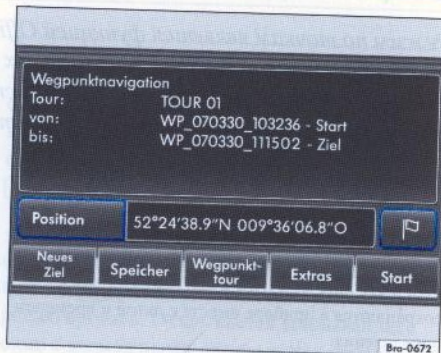 Wegpunktnavigation
Tour: TOUR 01
von: WP_070330_103236 - Start
bis: WP_070330_111502 - Ziel
Position 52°24'38.9"N 009°36'06.8"O
Neues Ziel Speicher Wegpunkt-tour Extras Start
Bra-0672